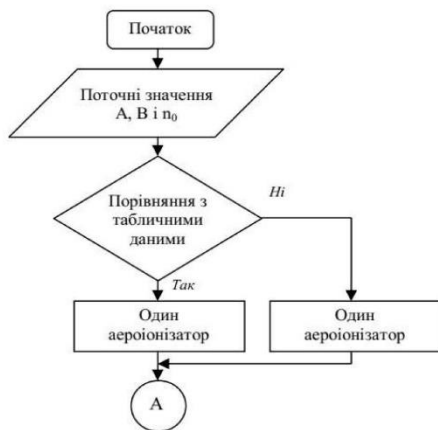 Початок
Поточні значення
А, В і n₀
Порівняння з
табличними
даними
Ні
Так
Один
аероіонізатор
Один
аероіонізатор
А